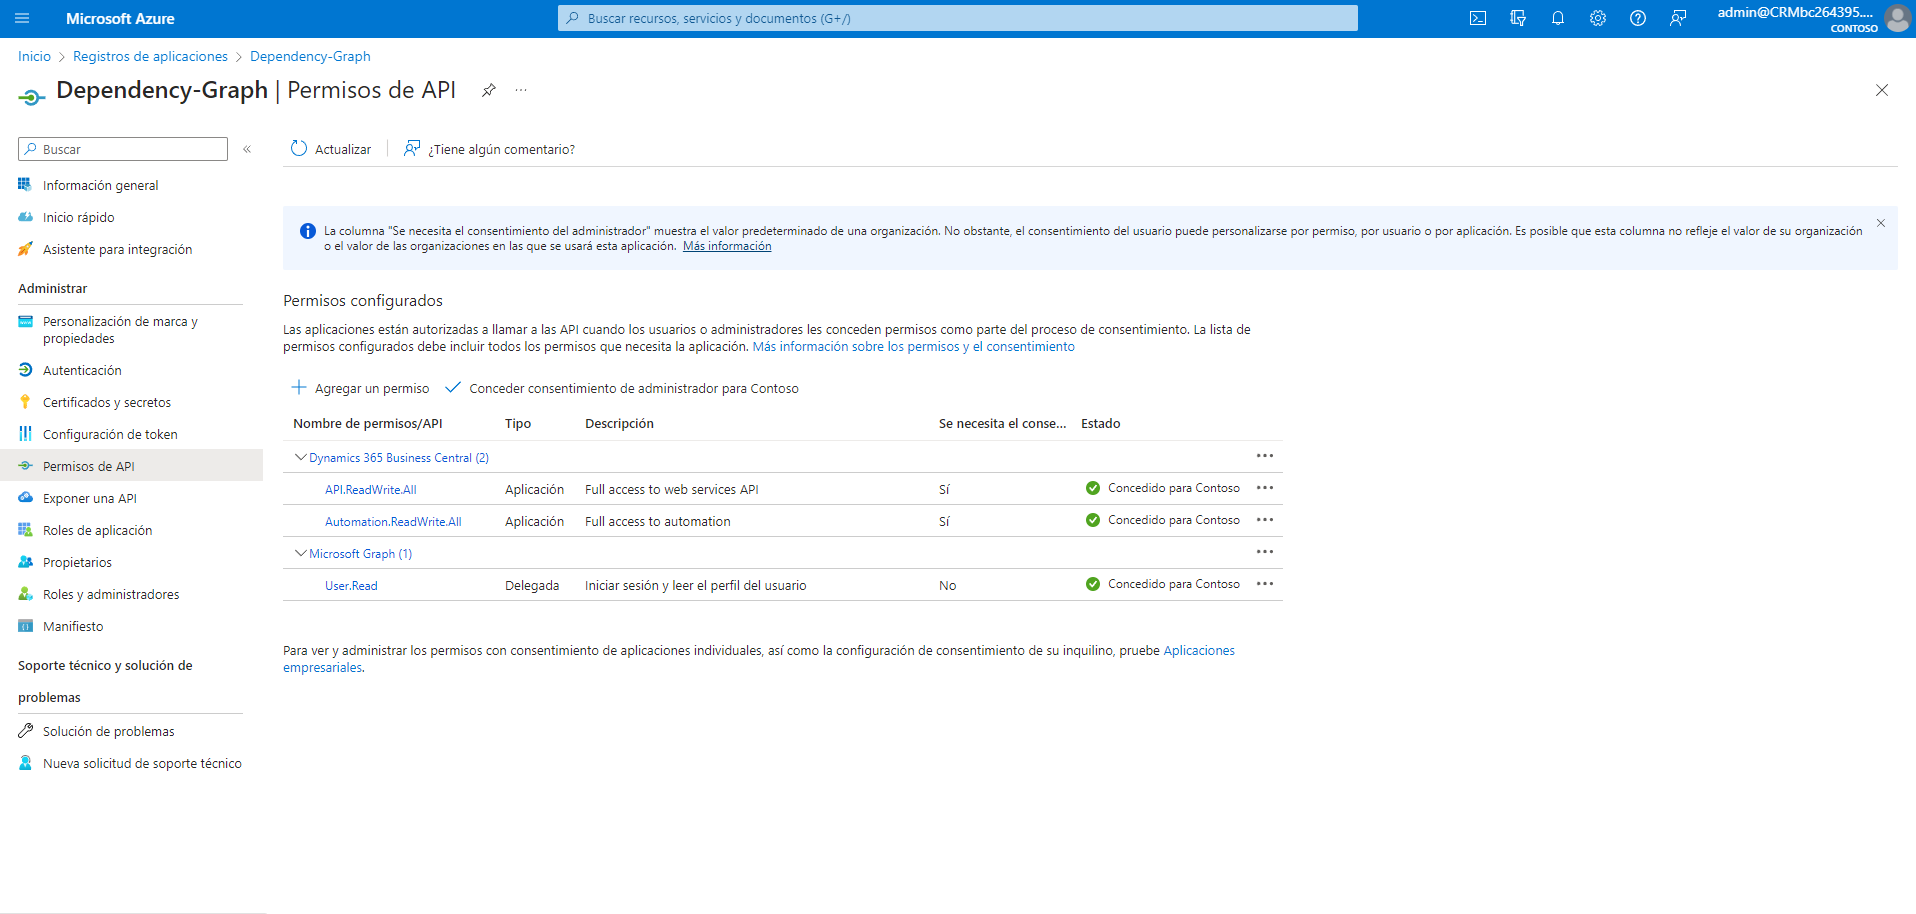 Microsoft Azure
Buscar recursos, servicios y documentos (G+/)
admin@CRMbc264395....
CONTOSO
Inicio > Registros de aplicaciones > Dependency-Graph
Dependency-Graph | Permisos de API
Buscar
Información general
Inicio rápido
Asistente para integración
Administrar
Personalización de marca y
propiedades
Autenticación
Certificados y secretos
Configuración de token
Permisos de API
Exponer una API
Roles de aplicación
Propietarios
Roles y administradores
Manifiesto
Soporte técnico y solución de
problemas
Solución de problemas
Nueva solicitud de soporte técnico
Actualizar
¿Tiene algún comentario?
La columna "Se necesita el consentimiento del administrador" muestra el valor predeterminado de una organización. No obstante, el consentimiento del usuario puede personalizarse por permiso, por usuario o por aplicación. Es posible que esta columna no refleje el valor de su organización
o el valor de las organizaciones en las que se usará esta aplicación. Más información
Permisos configurados
Las aplicaciones están autorizadas a llamar a las API cuando los usuarios o administradores les conceden permisos como parte del proceso de consentimiento. La lista de
permisos configurados debe incluir todos los permisos que necesita la aplicación. Más información sobre los permisos y el consentimiento
Agregar un permiso
Conceder consentimiento de administrador para Contoso
Nombre de permisos/API Tipo Descripción Se necesita el conse... Estado
Dynamics 365 Business Central (2)
API.ReadWrite.All Aplicación Full access to web services API Sí Concedido para Contoso
Automation.ReadWrite.All Aplicación Full access to automation Sí Concedido para Contoso
Microsoft Graph (1)
User.Read Delegada Iniciar sesión y leer el perfil del usuario No Concedido para Contoso
Para ver y administrar los permisos con consentimiento de aplicaciones individuales, así como la configuración de consentimiento de su inquilino, pruebe Aplicaciones
empresariales.